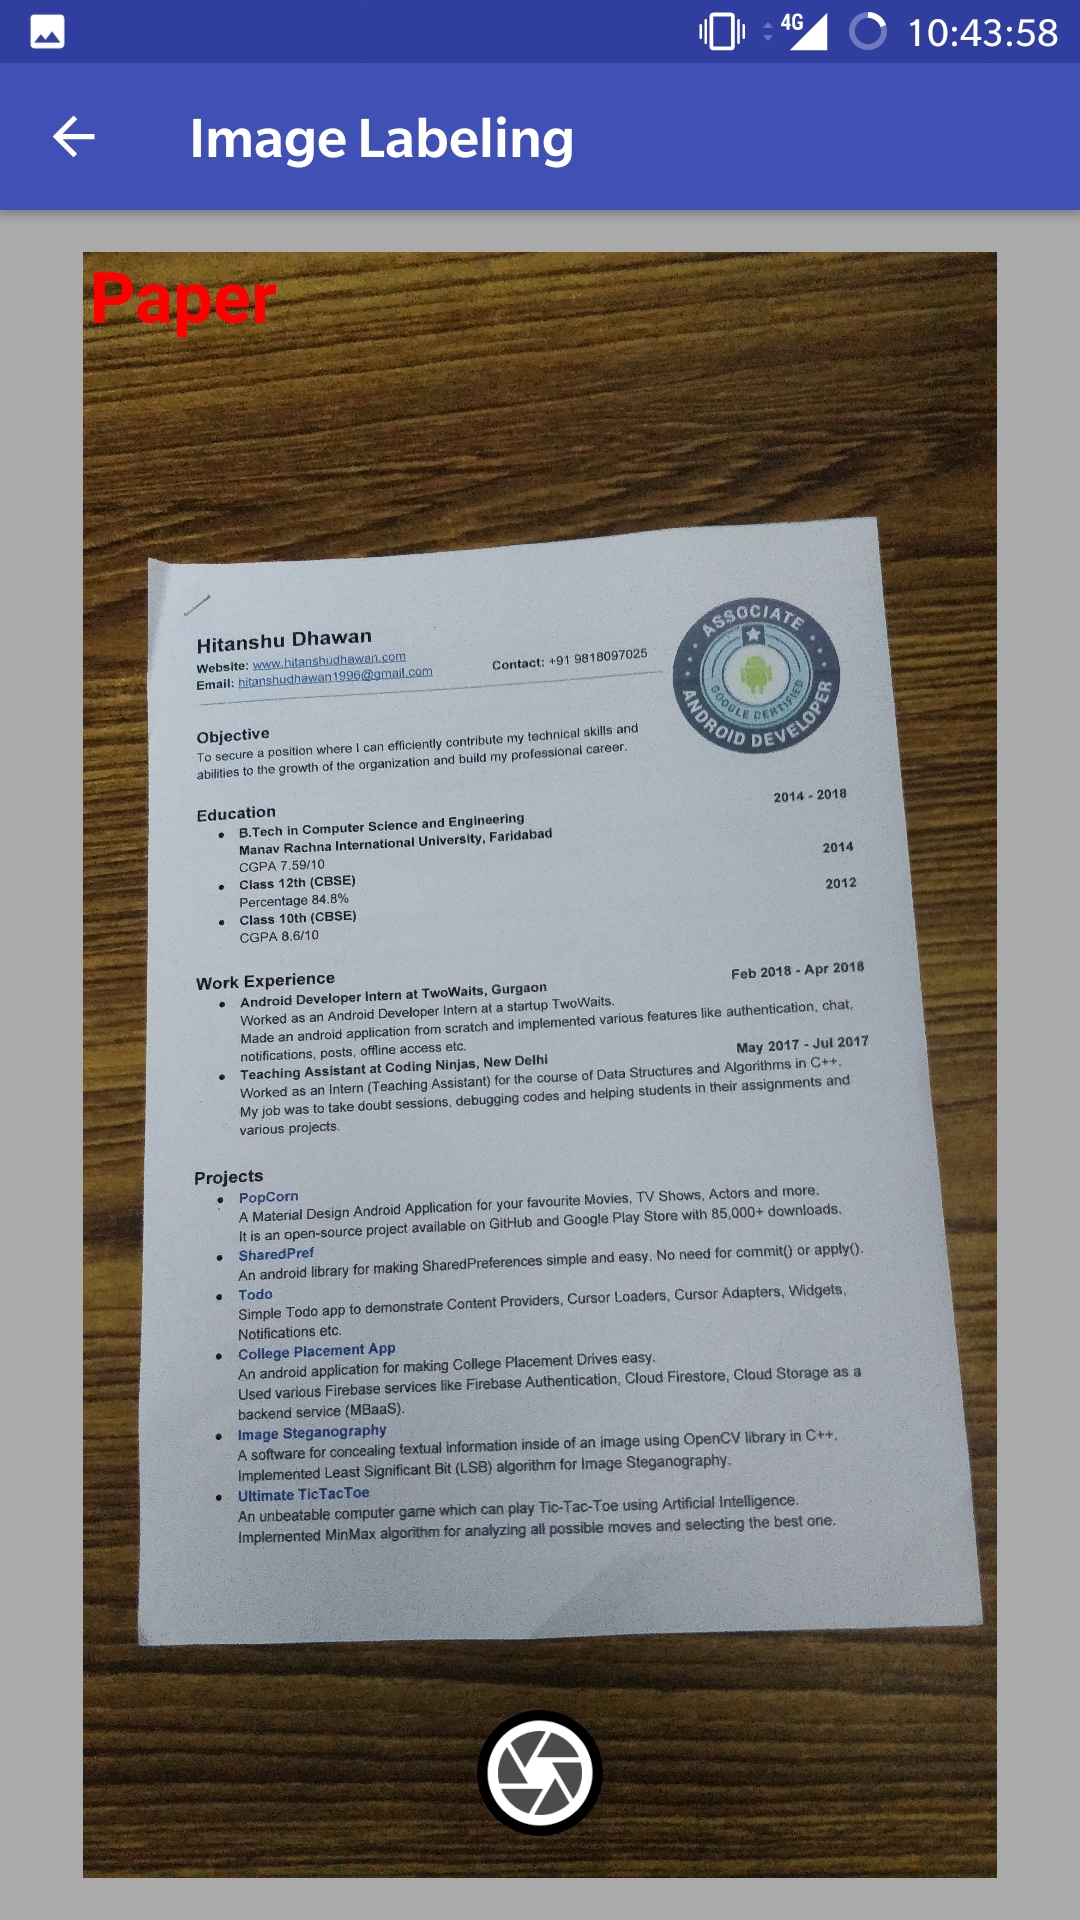 4G 10:43:58
Image Labeling
Paper
Hitanshu Dhawan
Website: www.hitanshudhawan.com
Email: hitanshudhawan1996@gmail.com
Contact: +91 9818097025
ASSOCIATE
GOOGLE CERTIFIED
ANDROID DEVELOPER
Objective
To secure a position where I can efficiently contribute my technical skills and
abilities to the growth of the organization and build my professional career.
Education
• B.Tech in Computer Science and Engineering 2014 - 2018
Manav Rachna International University, Faridabad
CGPA 7.59/10
• Class 12th (CBSE) 2014
Percentage 84.8%
• Class 10th (CBSE) 2012
CGPA 8.6/10
Work Experience
• Android Developer Intern at TwoWaits, Gurgaon Feb 2018 - Apr 2018
Worked as an Android Developer Intern at a startup TwoWaits.
Made an android application from scratch and implemented various features like authentication, chat,
notifications, posts, offline access etc.
• Teaching Assistant at Coding Ninjas, New Delhi May 2017 - Jul 2017
Worked as an Intern (Teaching Assistant) for the course of Data Structures and Algorithms in C++.
My job was to take doubt sessions, debugging codes and helping students in their assignments and
various projects.
Projects
• PopCorn
A Material Design Android Application for your favourite Movies, TV Shows, Actors and more.
It is an open-source project available on GitHub and Google Play Store with 85,000+ downloads.
• SharedPref
An android library for making SharedPreferences simple and easy. No need for commit() or apply().
• Todo
Simple Todo app to demonstrate Content Providers, Cursor Loaders, Cursor Adapters, Widgets,
Notifications etc.
• College Placement App
An android application for making College Placement Drives easy.
Used various Firebase services like Firebase Authentication, Cloud Firestore, Cloud Storage as a
backend service (MBaaS).
• Image Steganography
A software for concealing textual information inside of an image using OpenCV library in C++.
Implemented Least Significant Bit (LSB) algorithm for Image Steganography.
• Ultimate TicTacToe
An unbeatable computer game which can play Tic-Tac-Toe using Artificial Intelligence.
Implemented MinMax algorithm for analyzing all possible moves and selecting the best one.